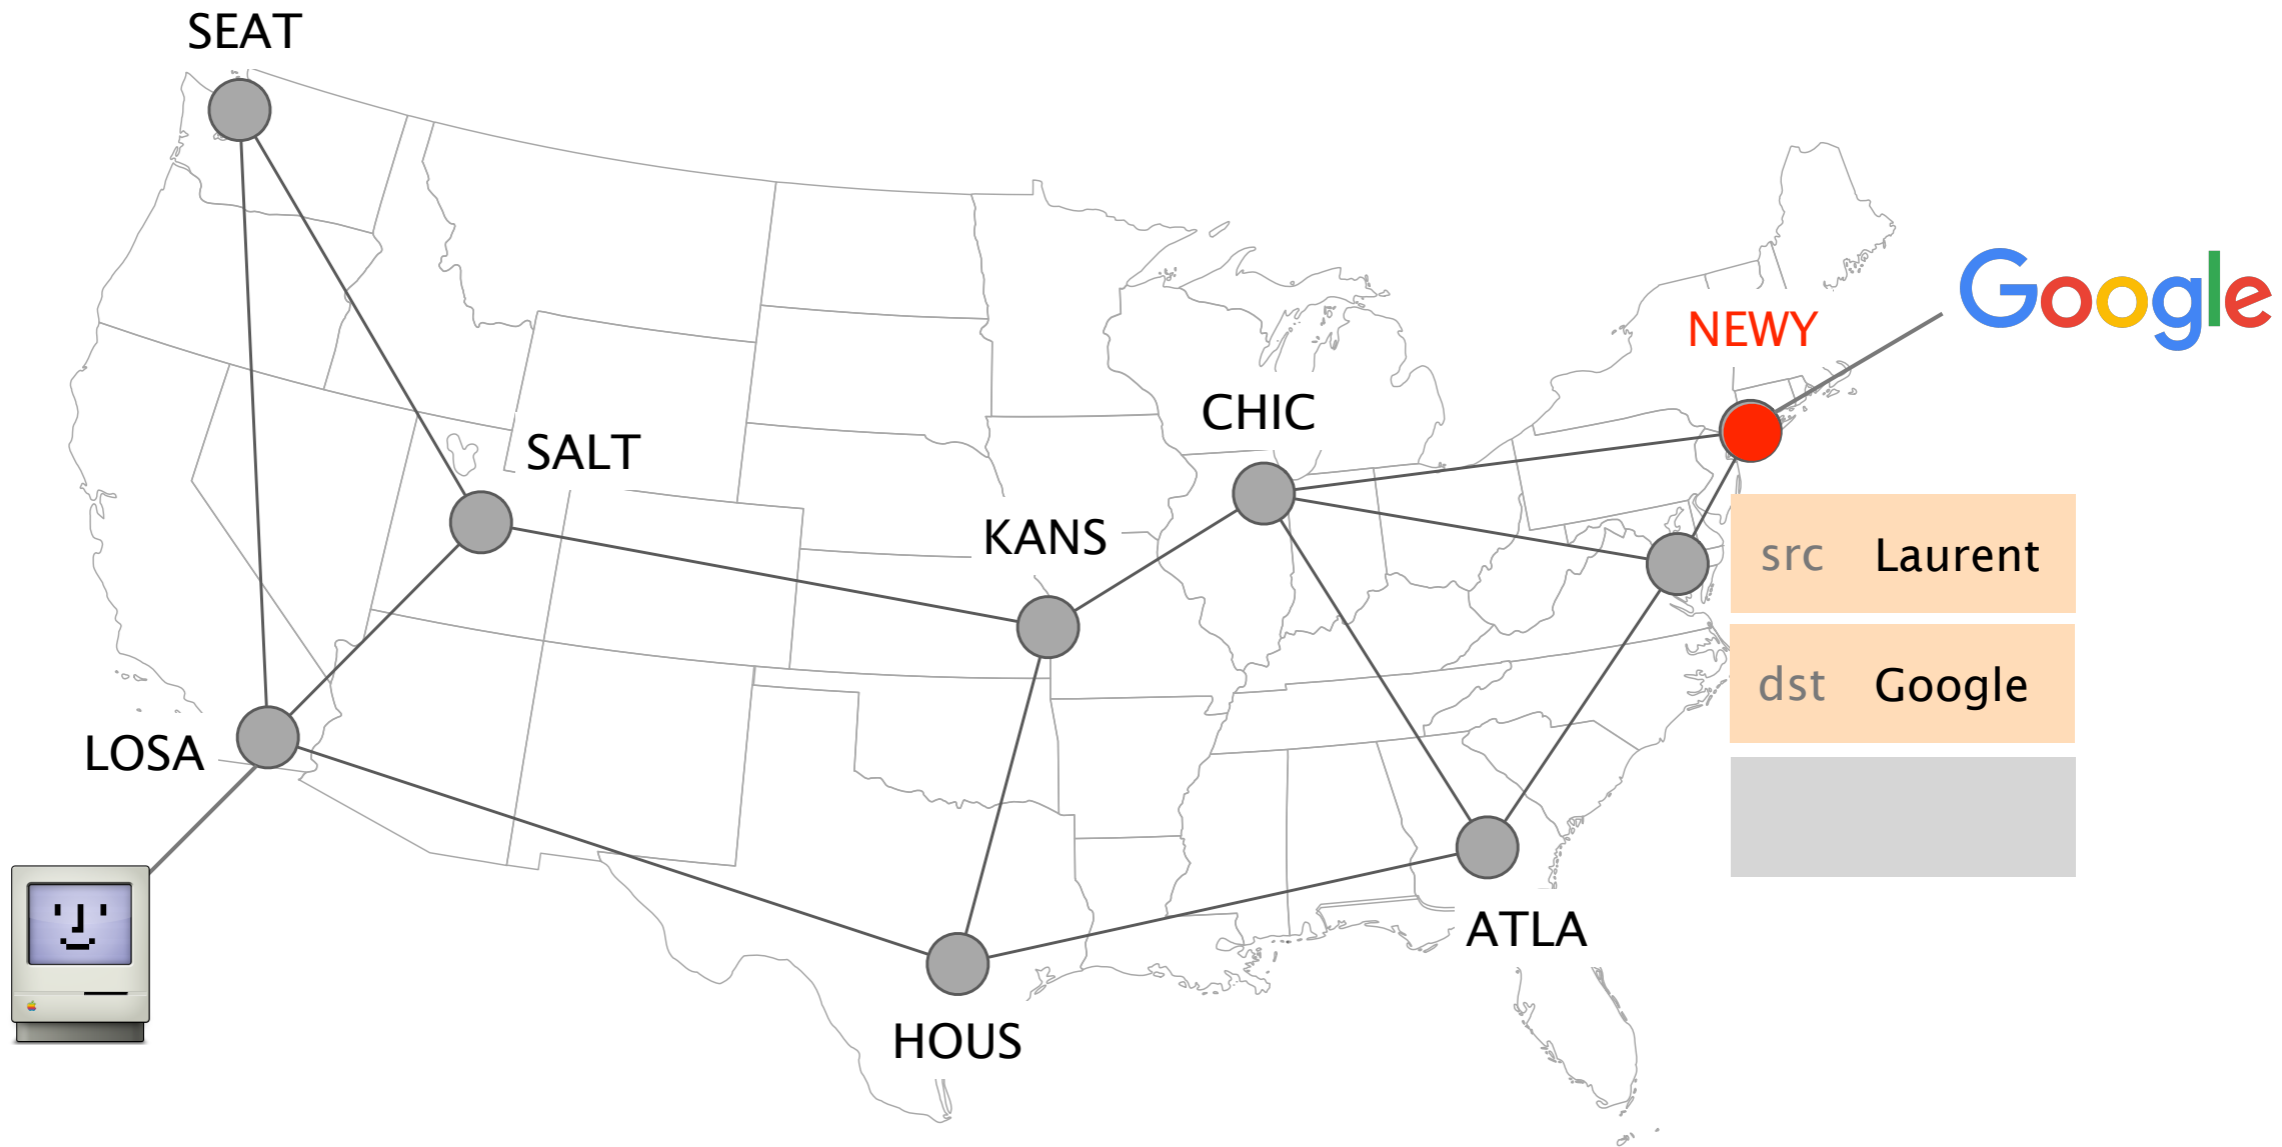 SEAT
Google
NEWY
CHIC
SALT
KANS
src Laurent
dst Google
LOSA
ATLA
HOUS